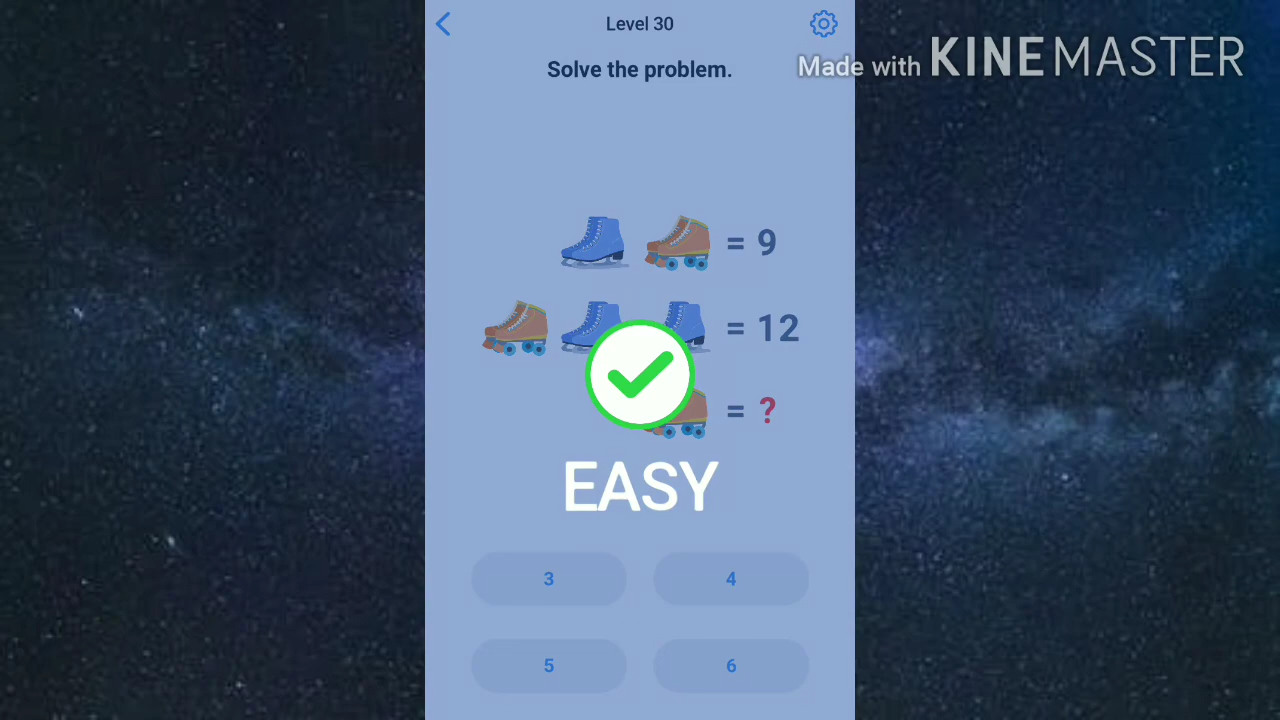 Level 30
Solve the problem.
Made with KINEMASTER
= 9
= 12
= ?
EASY
3
4
5
6